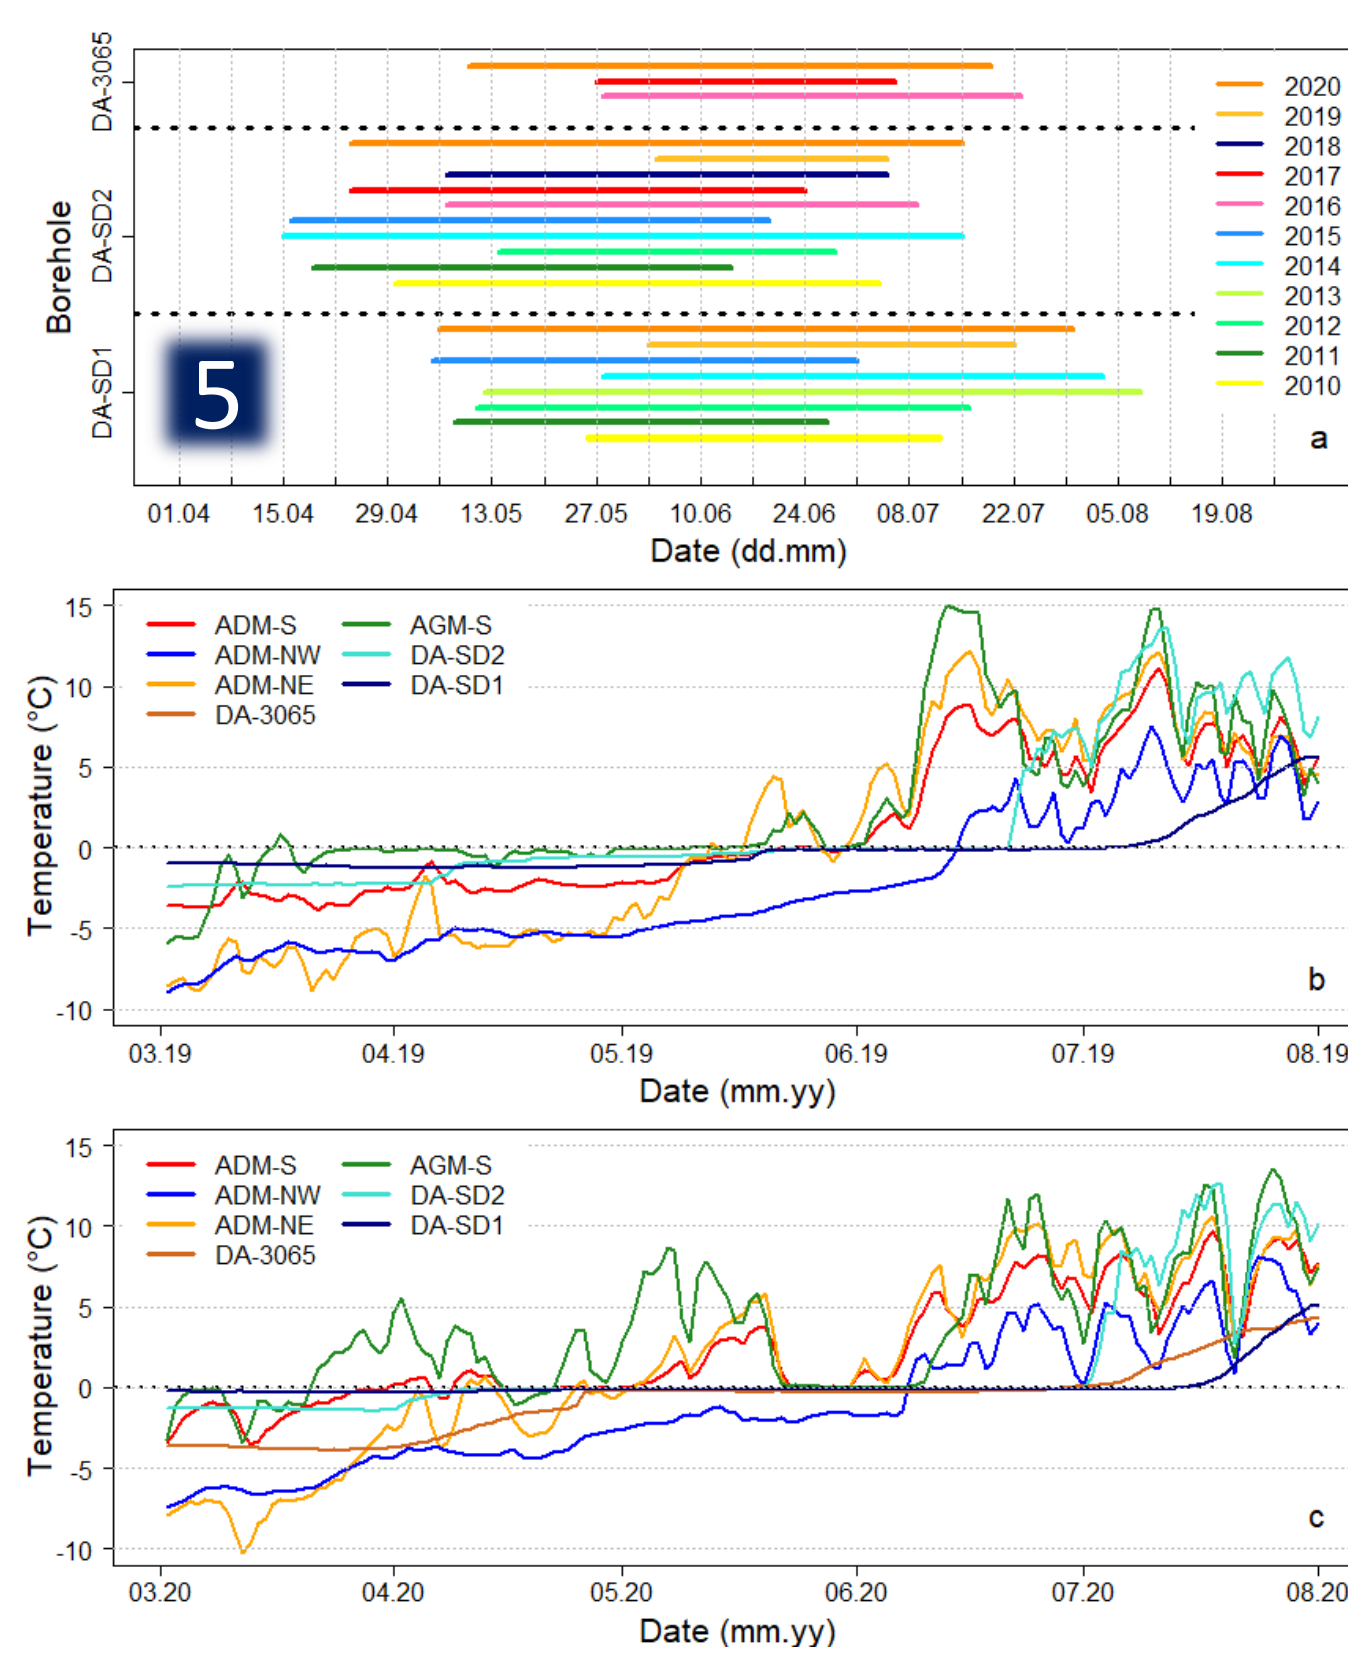 DA-3065
DA-SD2
DA-SD1
Borehole
2020
2019
2018
2017
2016
2015
2014
2013
2012
2011
2010
5
a
01.04 15.04 29.04 13.05 27.05 10.06 24.06 08.07 22.07 05.08 19.08
Date (dd.mm)
Temperature (°C)
15
10
5
0
-5
-10
ADM-S AGM-S
ADM-NW DA-SD2
ADM-NE DA-SD1
DA-3065
b
03.19 04.19 05.19 06.19 07.19 08.19
Date (mm.yy)
Temperature (°C)
15
10
5
0
-5
-10
ADM-S AGM-S
ADM-NW DA-SD2
ADM-NE DA-SD1
DA-3065
c
03.20 04.20 05.20 06.20 07.20 08.20
Date (mm.yy)